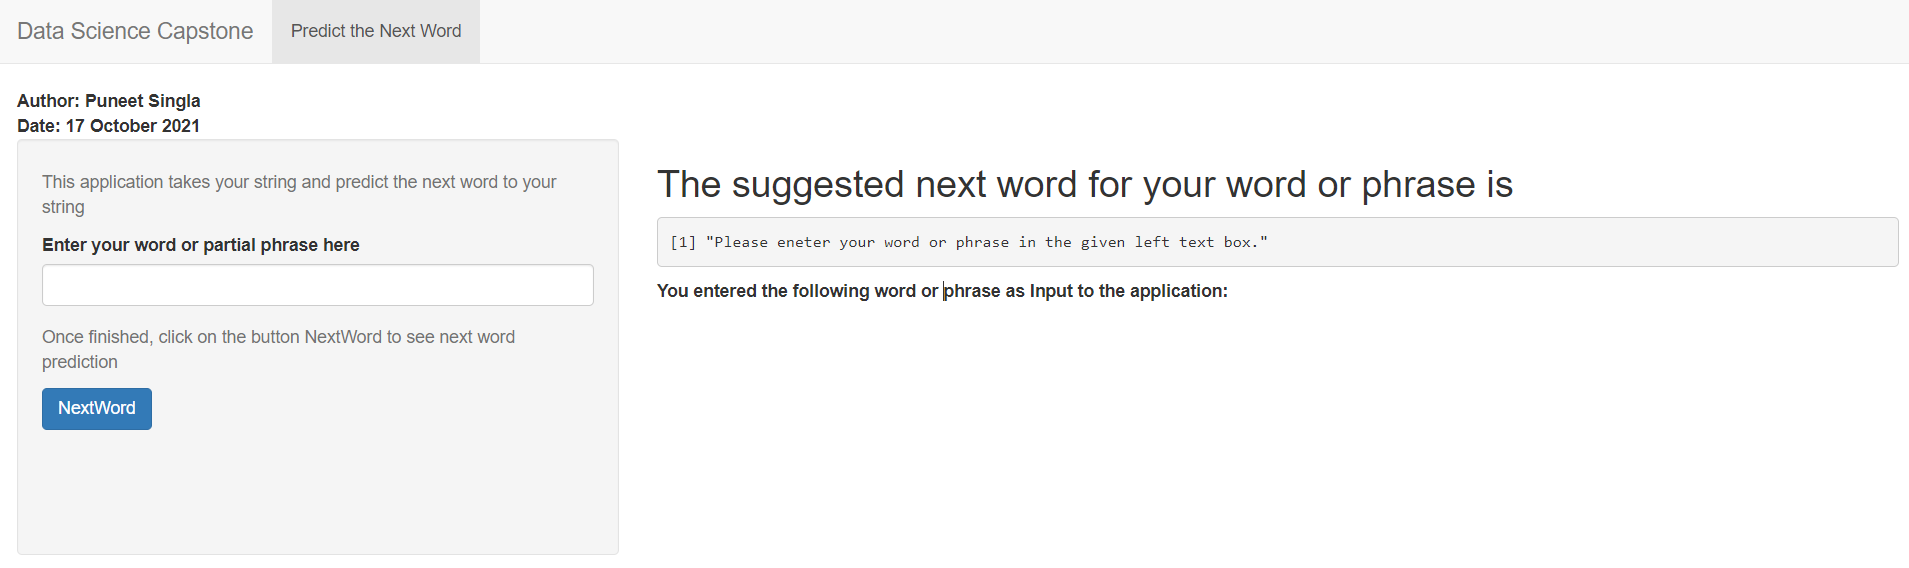 Data Science Capstone Predict the Next Word
Author: Puneet Singla
Date: 17 October 2021
This application takes your string and predict the next word to your
string
Enter your word or partial phrase here
Once finished, click on the button NextWord to see next word
prediction
NextWord
The suggested next word for your word or phrase is
[1] "Please eneter your word or phrase in the given left text box."
You entered the following word or phrase as Input to the application: